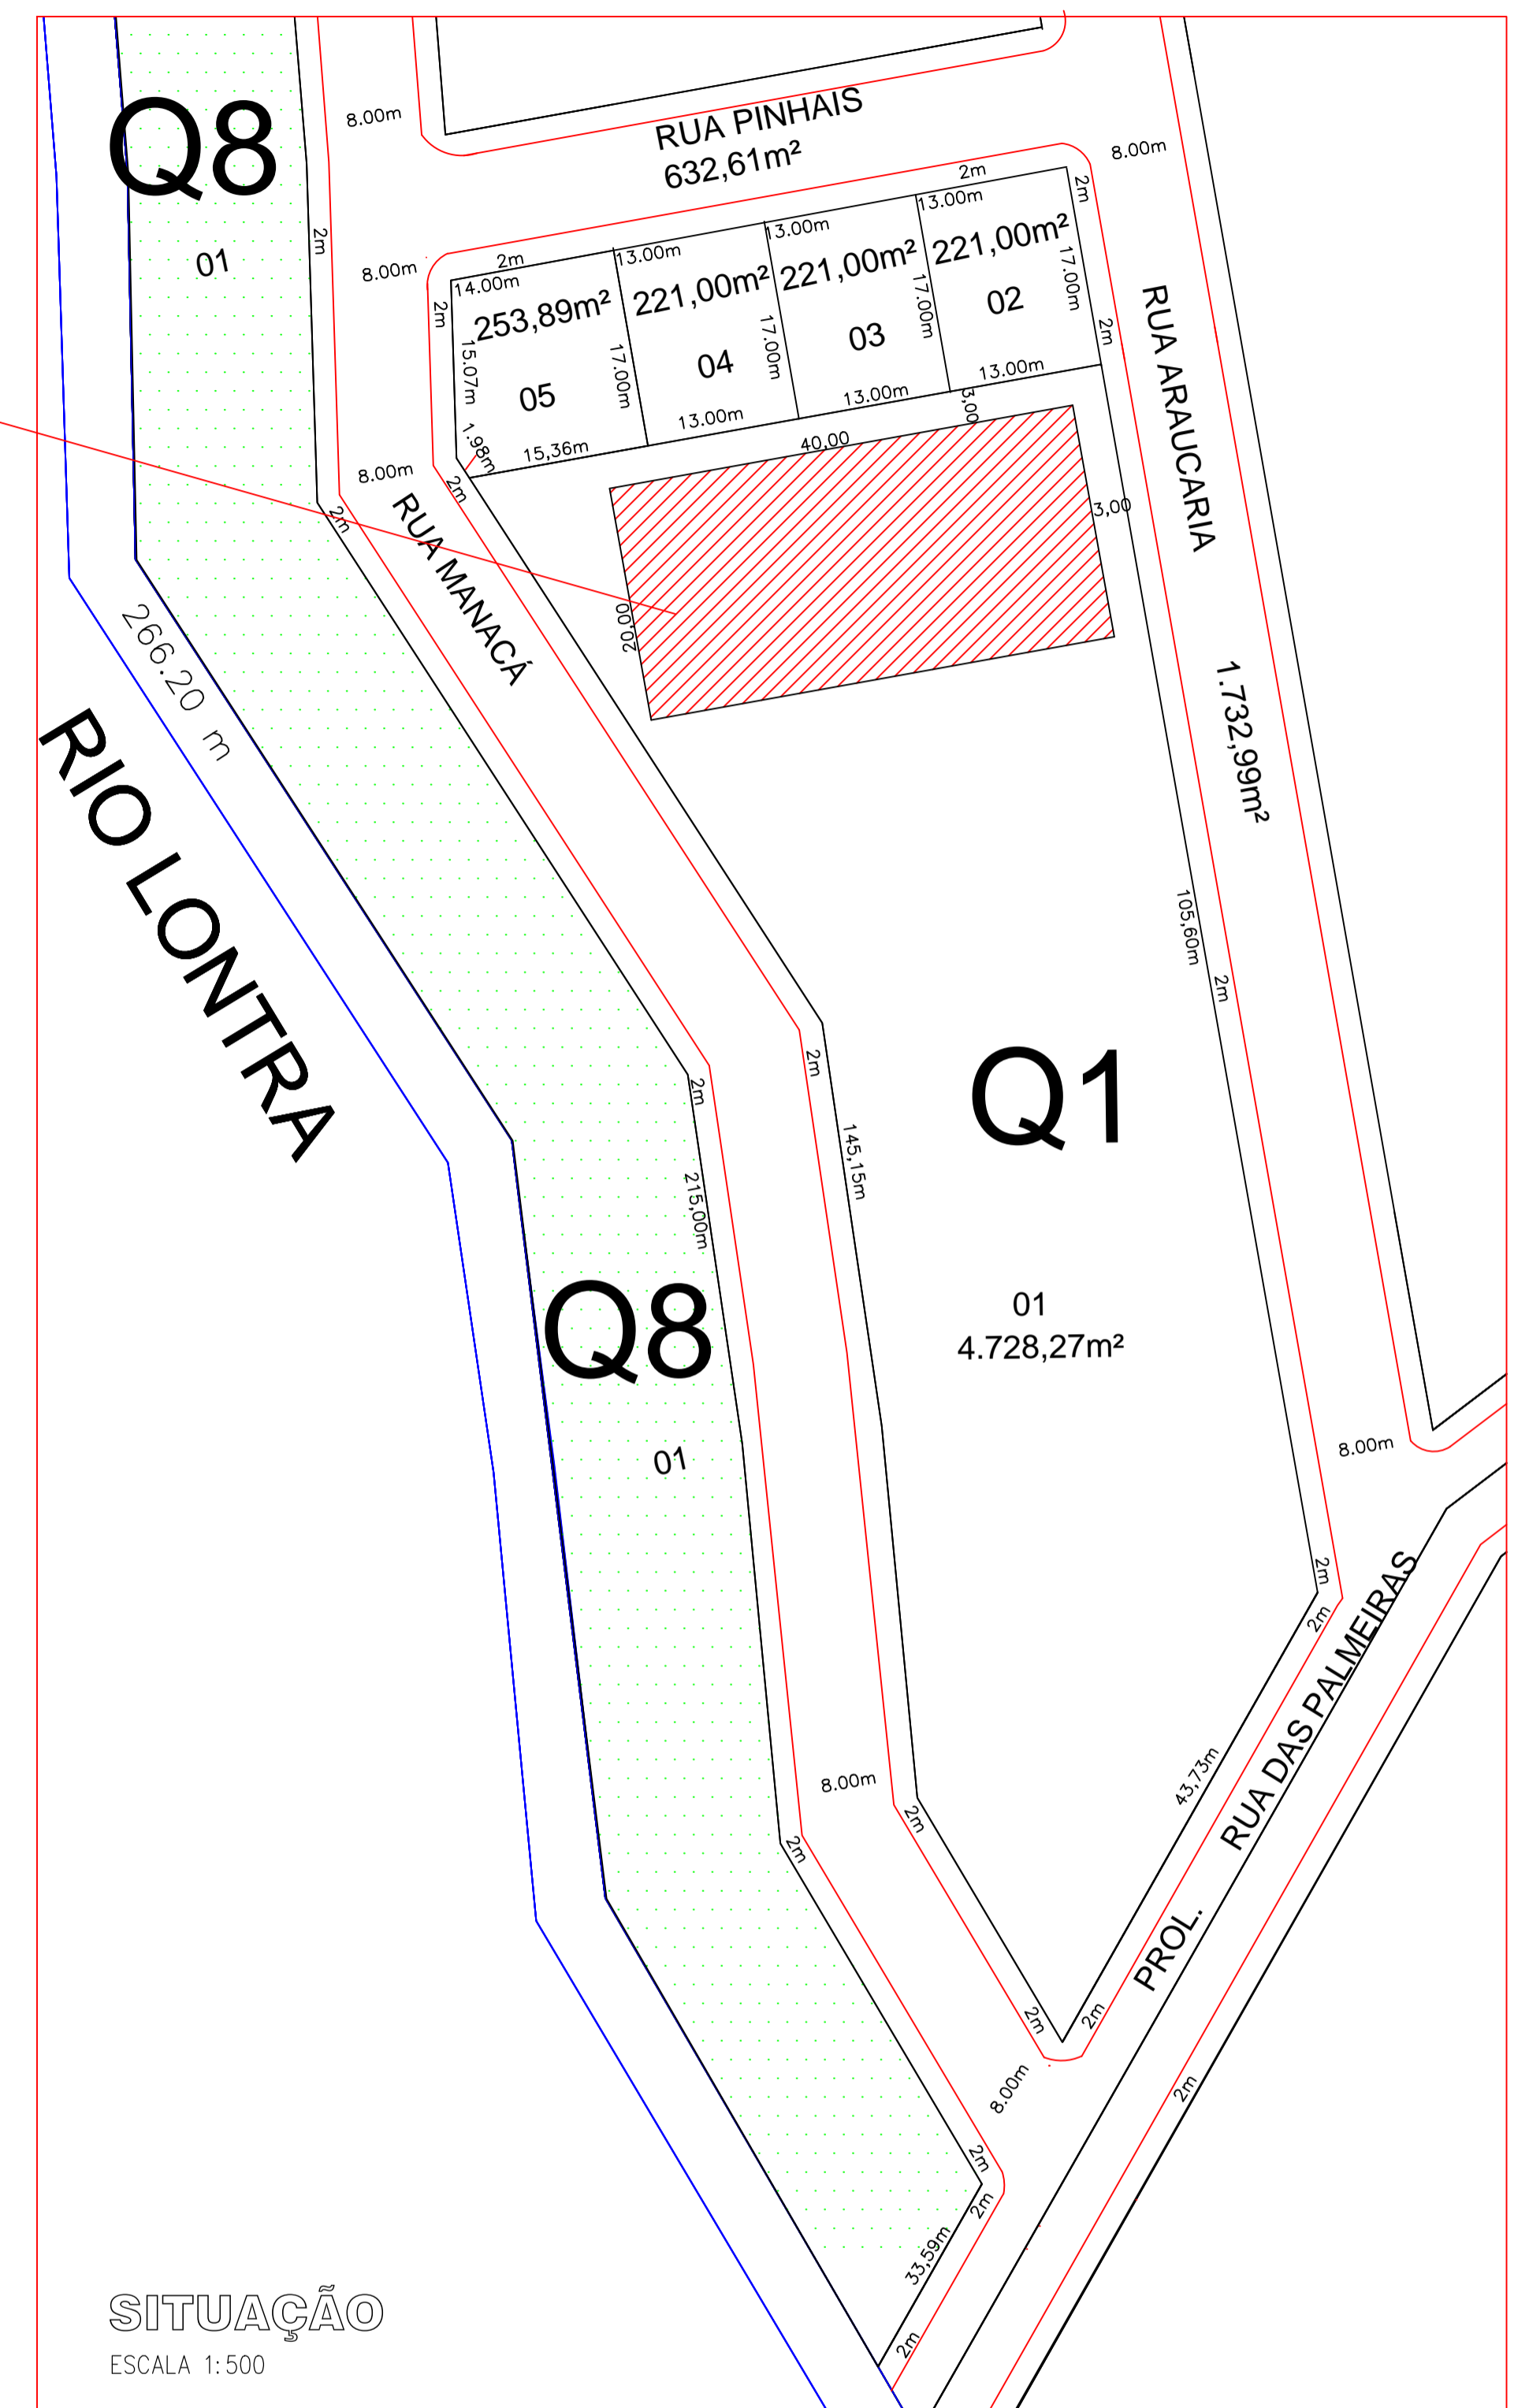 Q8
01
8.00m
RUA PINHAIS
632,61m²
8.00m
2m
2m
2m
8.00m
2m
2m
14.00m
13.00m
13.00m
13.00m
253,89m²
221,00m²
221,00m²
221,00m²
05
04
03
02
15.07m
17.00m
17.00m
17.00m
17.00m
2m
1.98m
15,36m
13.00m
13.00m
13.00m
8.00m
2m
2m
3,00
40,00
3,00
20,00
RUA MANACÁ
RUA ARAUCARIA
1.732,99m²
266.20 m
RIO LONTRA
105,60m
2m
2m
2m
145,15m
215,00m
Q1
01
4.728,27m²
Q8
01
8.00m
2m
2m
RUA DAS PALMEIRAS
PROL.
43,73m
8.00m
2m
2m
2m
2m
8.00m
2m
2m
2m
33,59m
2m
SITUAÇÃO
ESCALA 1:500